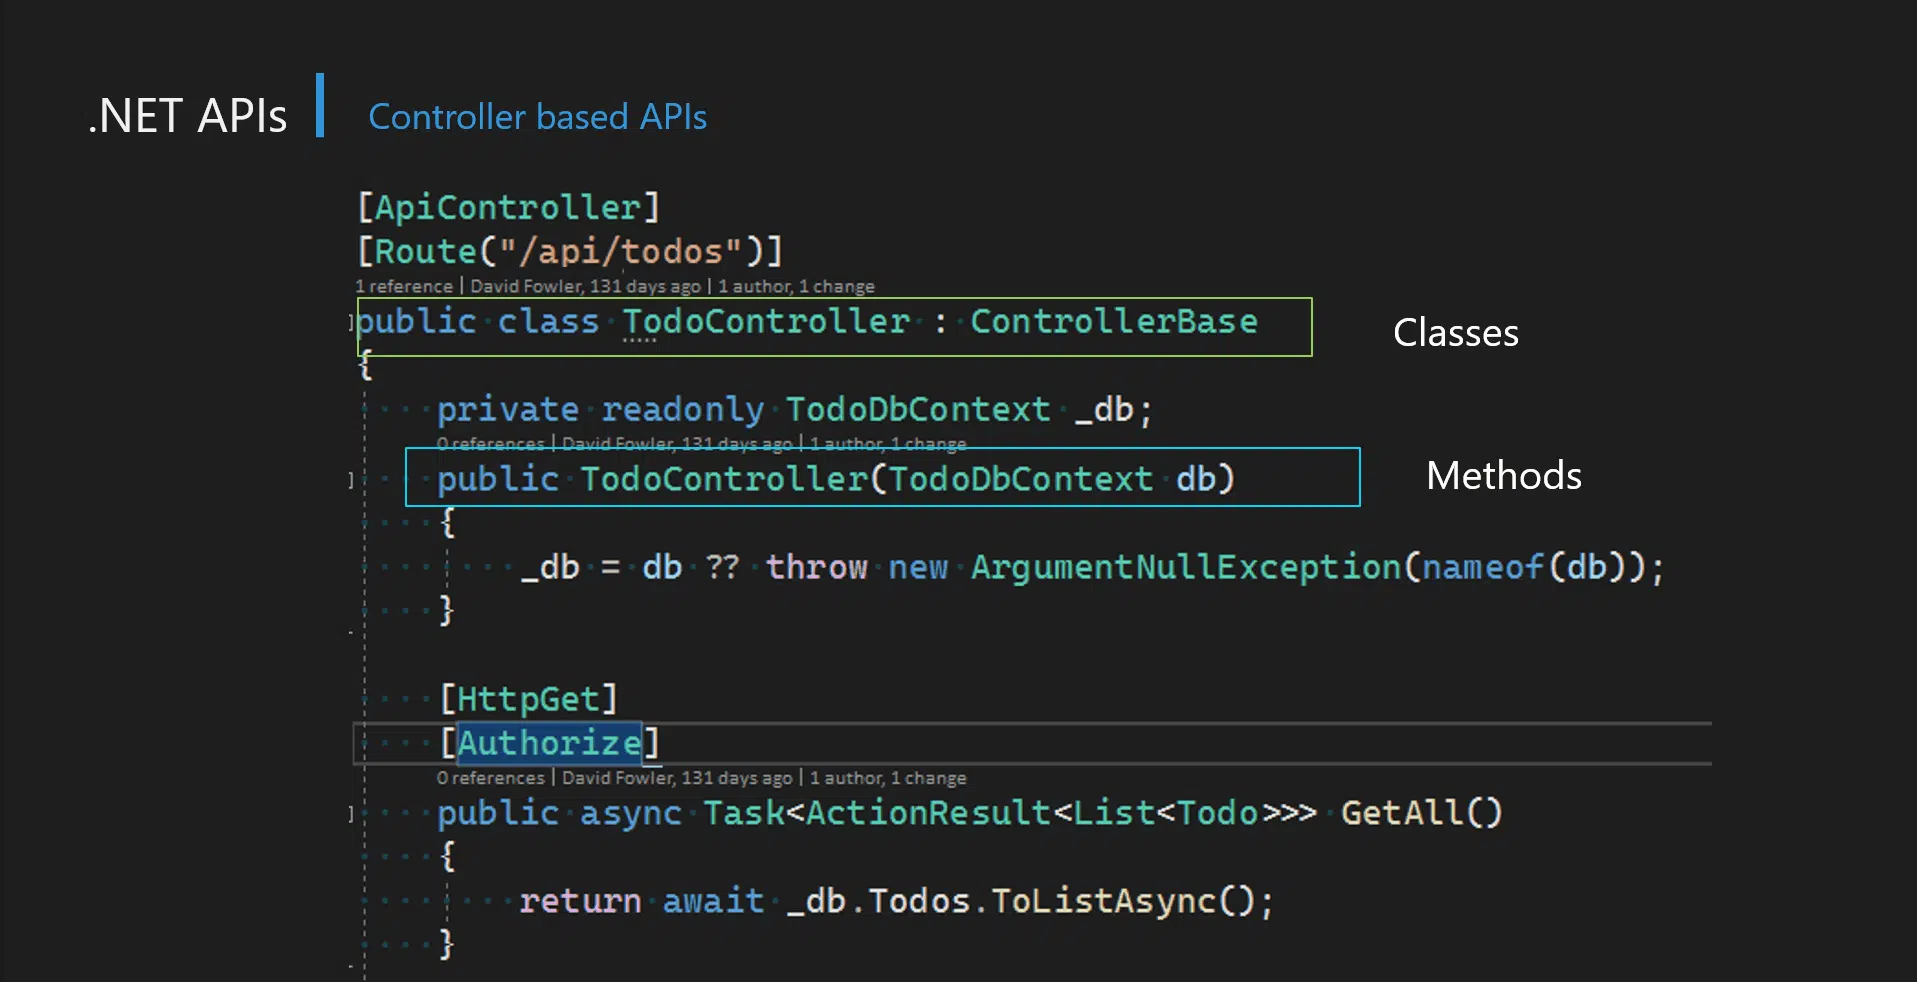 .NET APIs
Controller based APIs
[ApiController]
[Route("/api/todos")]
1 reference | David Fowler, 131 days ago | 1 author, 1 change
public class TodoController : ControllerBase
Classes
{
private readonly TodoDbContext _db;
0 references | David Fowler, 131 days ago | 1 author, 1 change
public TodoController(TodoDbContext db)
Methods
{
_db = db ?? throw new ArgumentNullException(nameof(db));
}
[HttpGet]
[Authorize]
0 references | David Fowler, 131 days ago | 1 author, 1 change
public async Task<ActionResult<List<Todo>>> GetAll()
{
return await _db.Todos.ToListAsync();
}